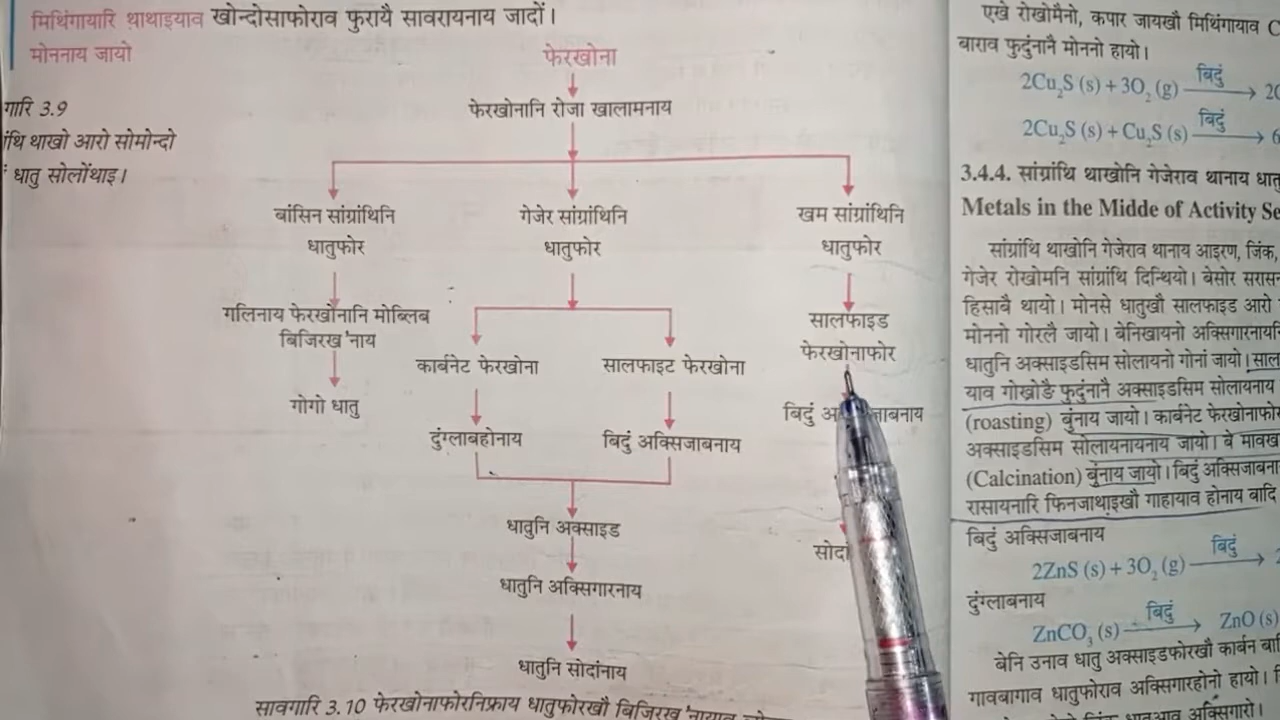 मिथिंगायारि थाथाइयाव खोन्दोसाफोराव फुरायै सावरायनाय जादों।
मोननाय जायो
फेरखोना
फेरखोनानि रोजा खालामनाय
गारि 3.9
थाखो आरो सोमोन्दो
धातु सोलोंथाइ।
बांसिन सांग्रांथिनि
धातुफोर
गेजेर सांग्रांथिनि
धातुफोर
खम सांग्रांथिनि
धातुफोर
गलिनाय फेरखोनानि मोब्लिब
बिजिरख'नाय
गोगो धातु
कार्बनेट फेरखोना
सालफाइट फेरखोना
सालफाइड
फेरखोनाफोर
दुंग्लाबहोनाय
बिदुं अक्सिजाबनाय
बिदुं
धातुनि अक्साइड
धातुनि अक्सिगारनाय
धातुनि सोदांनाय
सावगारि 3.10 फेरखोनाफोरनिफ्राय धातुफोरखौ
एखे रोखोमैनो, कपार जायखौ मिथिंगायाव C
बाराव फुदुंनानै मोननो हायो।
2Cu₂S (s) + 3O₂ (g) बिदुं → 2C
2Cu₂S (s) + Cu₂S (s) बिदुं → 6
3.4.4. सांग्रांथि थाखोनि गेजेराव थानाय धातु
Metals in the Midde of Activity Se
सांग्रांथि थाखोनि गेजेराव थानाय आइरण, जिंक,
गेजेर रोखोमनि सांग्रांथि दिन्थियो। बेसोर सरास
हिसाबै थायो। मोनसे धातुखौ सालफाइड आरो
मोननो गोरलै जायो। बेनिखायनो
धातुनि अक्साइडसिम सोलायनो गोनां जायो। साल
याव गोख्रोङै फुदुंनानै अक्साइडसिम सोलायनाय
(roasting) बुंनाय जायो। कार्बनेट फेरखोनाफो
अक्साइडसिम सोलायनायनाय जायो। बे मावख
(Calcination) बुंनाय जायो। बिदुं अक्सिजाबना
रासायनारि फिनजाथाइखौ गाहायाव होनाय बादि
बिदुं अक्सिजाबनाय
2ZnS (s) + 3O₂ (g) बिदुं →
दुंग्लाबनाय
ZnCO₃ (s) बिदुं → ZnO (s)
बेनि उनाव धातु अक्साइडफोरखौ कार्बन बा
गावबागाव धातुफोराव अक्सिगारहोनो हायो।